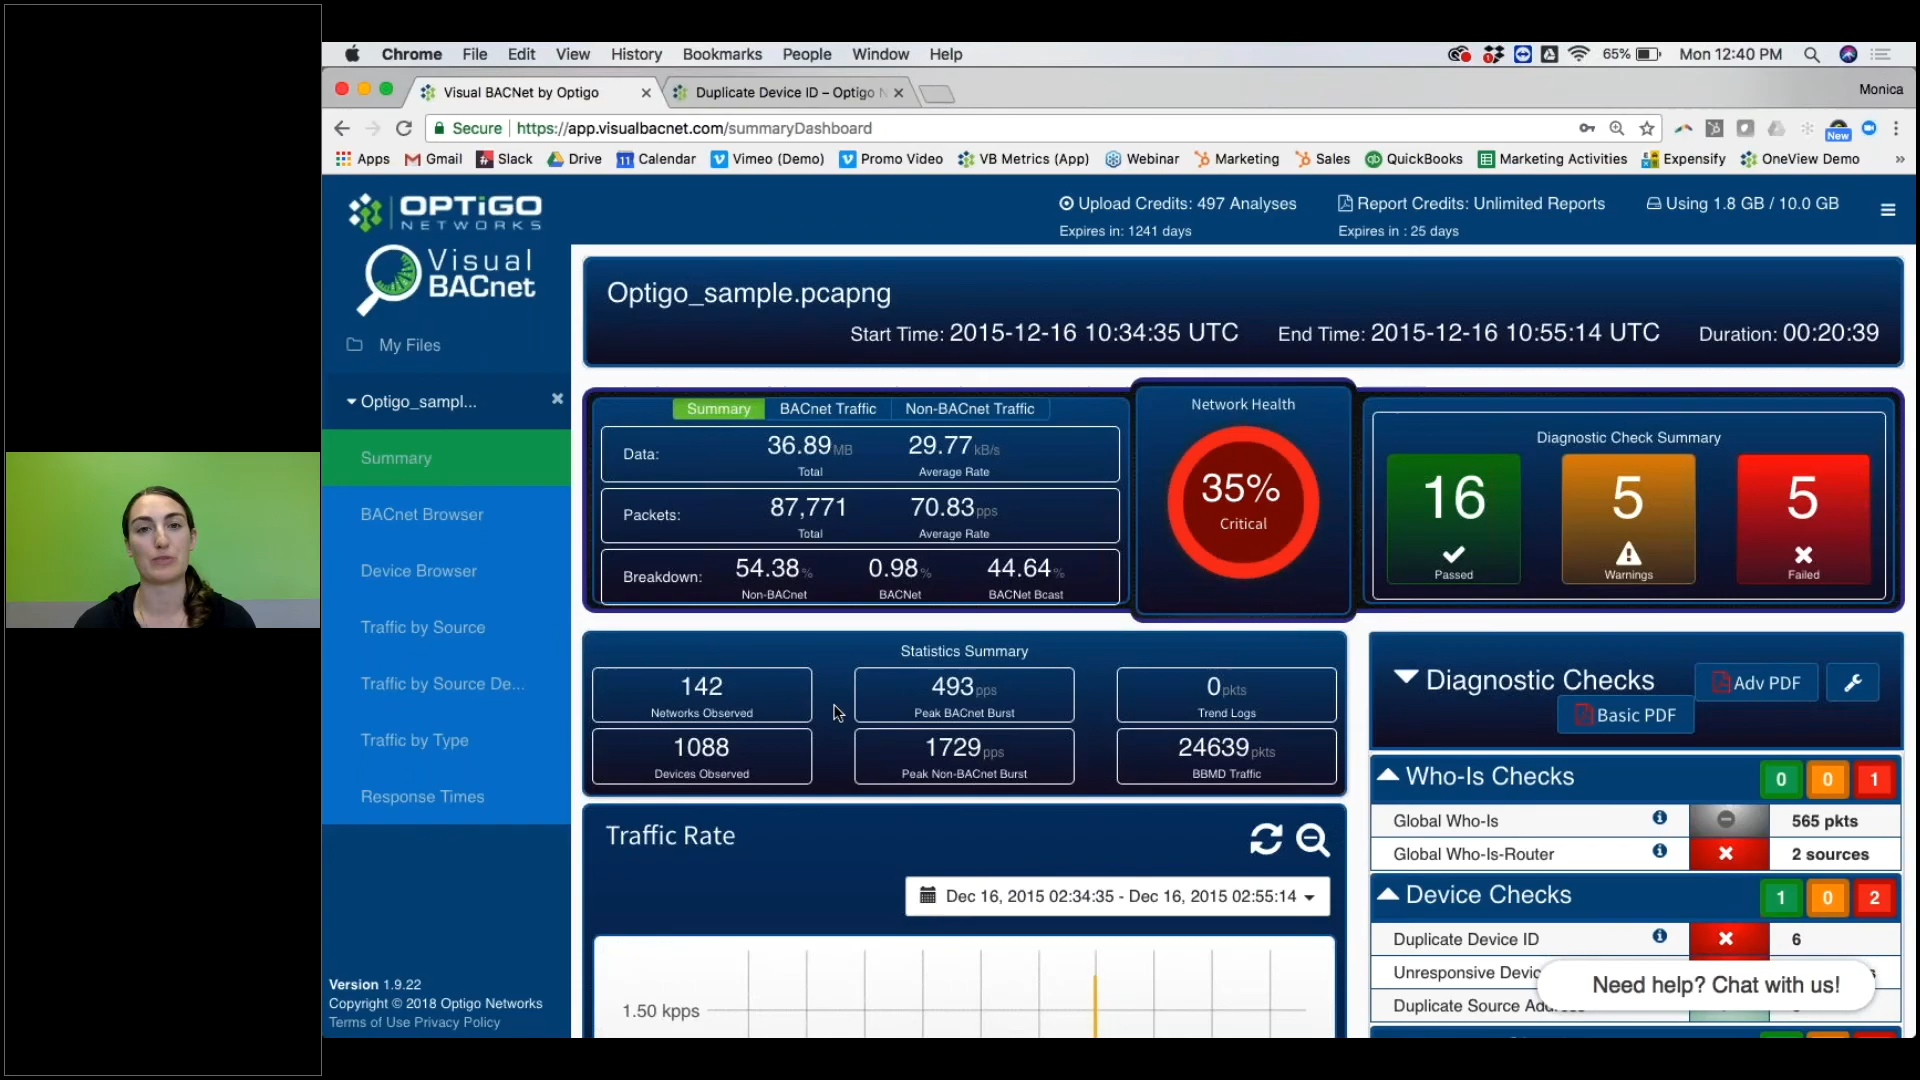 Chrome File Edit View History Bookmarks People Window Help
65% Mon 12:40 PM
Visual BACNet by Optigo
Duplicate Device ID – Optigo N
Monica
Secure https://app.visualbacnet.com/summaryDashboard
New
Apps Gmail Slack Drive Calendar Vimeo (Demo) Promo Video VB Metrics (App) Webinar Marketing Sales QuickBooks Marketing Activities Expensify OneView Demo »
OPTiGO
NETWORKS
Visual
BACnet
Upload Credits: 497 Analyses
Expires in: 1241 days
Report Credits: Unlimited Reports
Expires in : 25 days
Using 1.8 GB / 10.0 GB
My Files
Optigo_sampl...
Summary
BACnet Browser
Device Browser
Traffic by Source
Traffic by Source De...
Traffic by Type
Response Times
Version 1.9.22
Copyright © 2018 Optigo Networks
Terms of Use Privacy Policy
Optigo_sample.pcapng
Start Time: 2015-12-16 10:34:35 UTC End Time: 2015-12-16 10:55:14 UTC Duration: 00:20:39
Summary BACnet Traffic Non-BACnet Traffic
Data: 36.89 MB 29.77 kB/s
Total Average Rate
Packets: 87,771 70.83 pps
Total Average Rate
Breakdown: 54.38 % 0.98 % 44.64 %
Non-BACnet BACNet BACNet Bcast
Network Health
35%
Critical
Diagnostic Check Summary
16 5 5
Passed Warnings Failed
Statistics Summary
142 493 pps 0 pkts
Networks Observed Peak BACnet Burst Trend Logs
1088 1729 pps 24639 pkts
Devices Observed Peak Non-BACnet Burst BBMD Traffic
Traffic Rate
Dec 16, 2015 02:34:35 - Dec 16, 2015 02:55:14
1.50 kpps
Diagnostic Checks Adv PDF
Basic PDF
Who-Is Checks 0 0 1
Global Who-Is 565 pkts
Global Who-Is-Router 2 sources
Device Checks 1 0 2
Duplicate Device ID 6
Unresponsive Devic
Duplicate Source Addre
Need help? Chat with us!